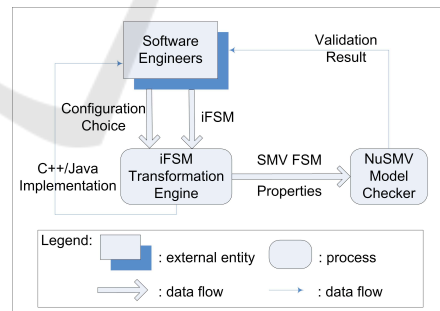 Software
Engineers
Validation
Result
Configuration
Choice
iFSM
C++/Java
Implementation
iFSM
Transformation
Engine
SMV FSM
Properties
NuSMV
Model
Checker
Legend:
: external entity
: process
: data flow
: data flow